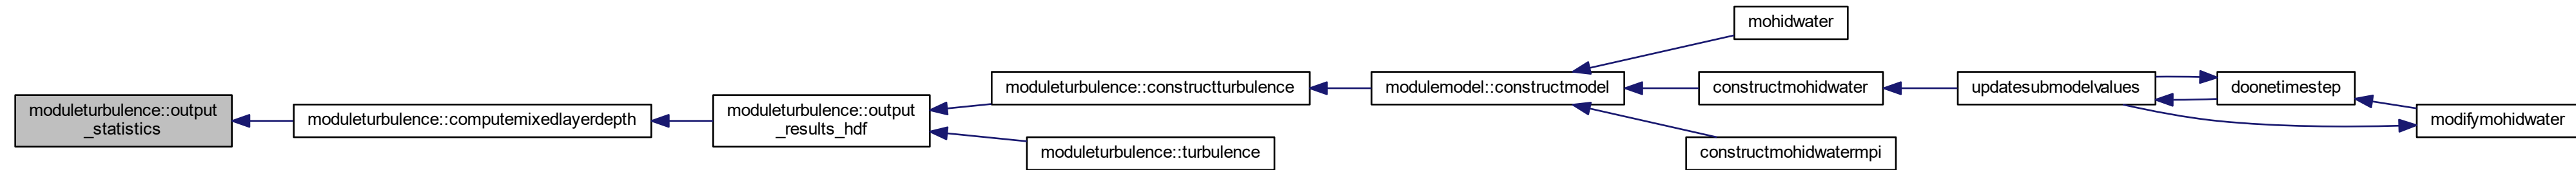 moduleturbulence::output
_statistics
moduleturbulence::computemixedlayerdepth
moduleturbulence::output
_results_hdf
moduleturbulence::constructturbulence
moduleturbulence::turbulence
modulemodel::constructmodel
mohidwater
constructmohidwater
constructmohidwatermpi
updatesubmodelvalues
doonetimestep
modifymohidwater